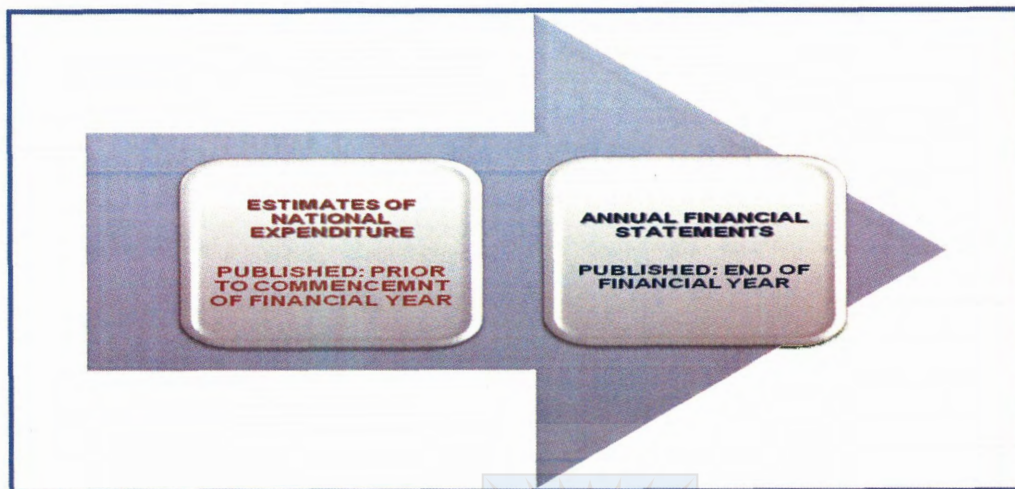 ESTIMATES OF
NATIONAL
EXPENDITURE
PUBLISHED: PRIOR
TO COMMENCEMNT
OF FINANCIAL YEAR
ANNUAL FINANCIAL
STATEMENTS
PUBLISHED: END OF
FINANCIAL YEAR